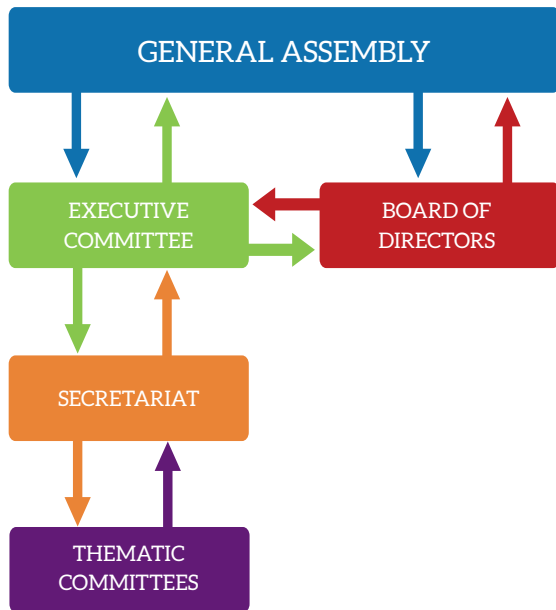 GENERAL ASSEMBLY
EXECUTIVE
COMMITTEE
BOARD OF
DIRECTORS
SECRETARIAT
THEMATIC
COMMITTEES